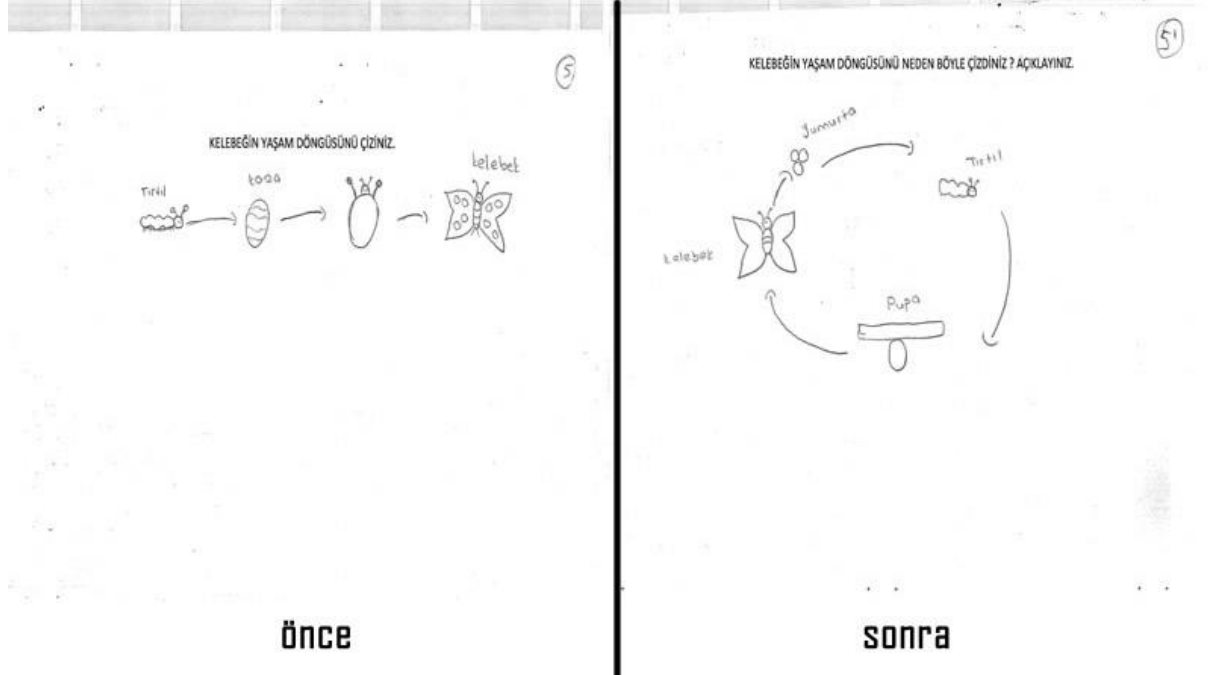 5
KELEBEĞİN YAŞAM DÖNGÜSÜNÜ ÇİZİNİZ.
Tırtıl
koza
kelebek
önce
5'
KELEBEĞİN YAŞAM DÖNGÜSÜNÜ NEDEN BÖYLE ÇİZDİNİZ ? AÇIKLAYINIZ.
Yumurta
Tırtıl
kelebek
Pupa
sonra